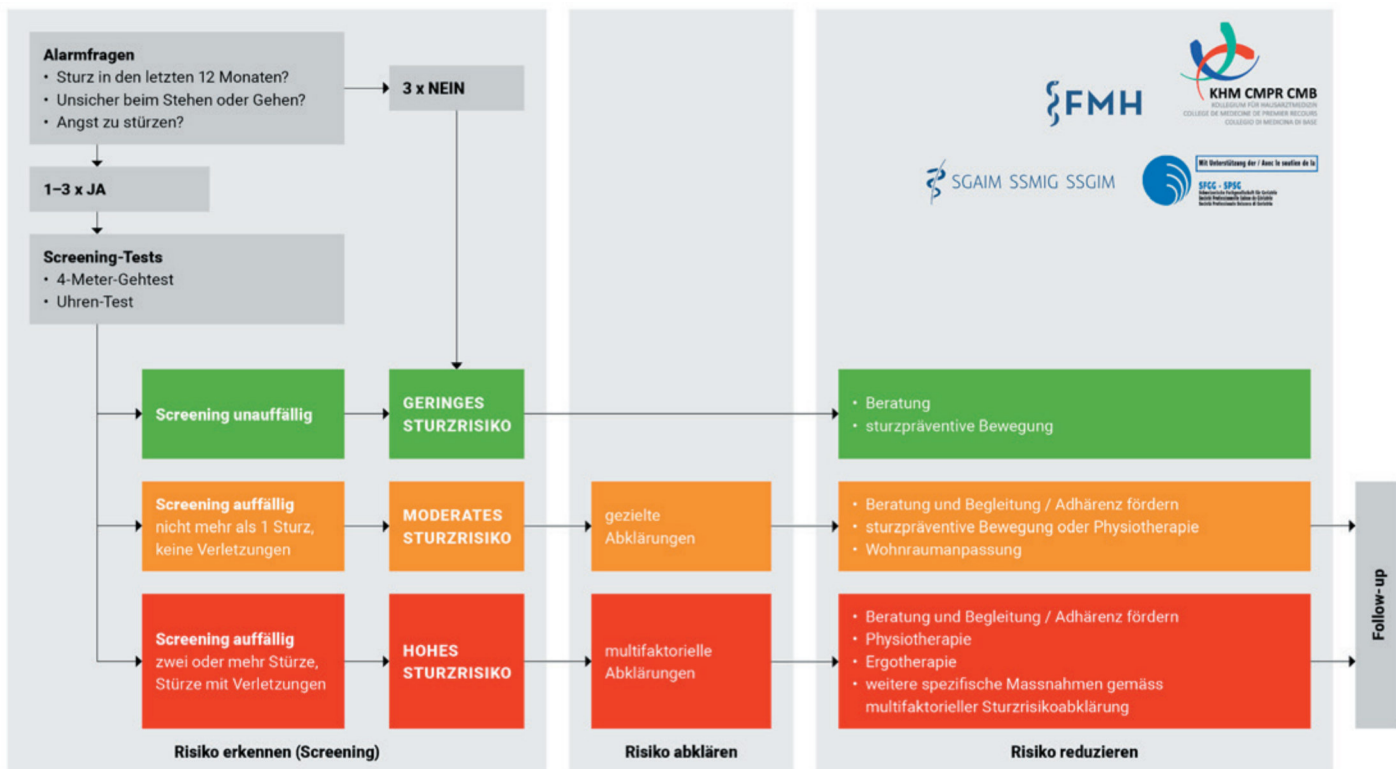 Alarmfragen
• Sturz in den letzten 12 Monaten?
• Unsicher beim Stehen oder Gehen?
• Angst zu stürzen?
3 x NEIN
1–3 x JA
Screening-Tests
• 4-Meter-Gehtest
• Uhren-Test
FMH
KHM CMPR CMB
KOLLEGIUM FÜR HAUSARZTMEDIZIN
COLLEGE DE MEDECINE DE PREMIER RECOURS
COLLEGIO DI MEDICINA DI BASE
SGAIM SSMIG SSGIM
Mit Unterstützung der / Avec le soutien de la
SFGG - SPSG
Screening unauffällig
GERINGES
STURZRISIKO
• Beratung
• sturzpräventive Bewegung
Screening auffällig
nicht mehr als 1 Sturz,
keine Verletzungen
MODERATES
STURZRISIKO
gezielte
Abklärungen
• Beratung und Begleitung / Adhärenz fördern
• sturzpräventive Bewegung oder Physiotherapie
• Wohnraumanpassung
Screening auffällig
zwei oder mehr Stürze,
Stürze mit Verletzungen
HOHES
STURZRISIKO
multifaktorielle
Abklärungen
• Beratung und Begleitung / Adhärenz fördern
• Physiotherapie
• Ergotherapie
• weitere spezifische Massnahmen gemäss
multifaktorieller Sturzrisikoabklärung
Follow-up
Risiko erkennen (Screening)
Risiko abklären
Risiko reduzieren